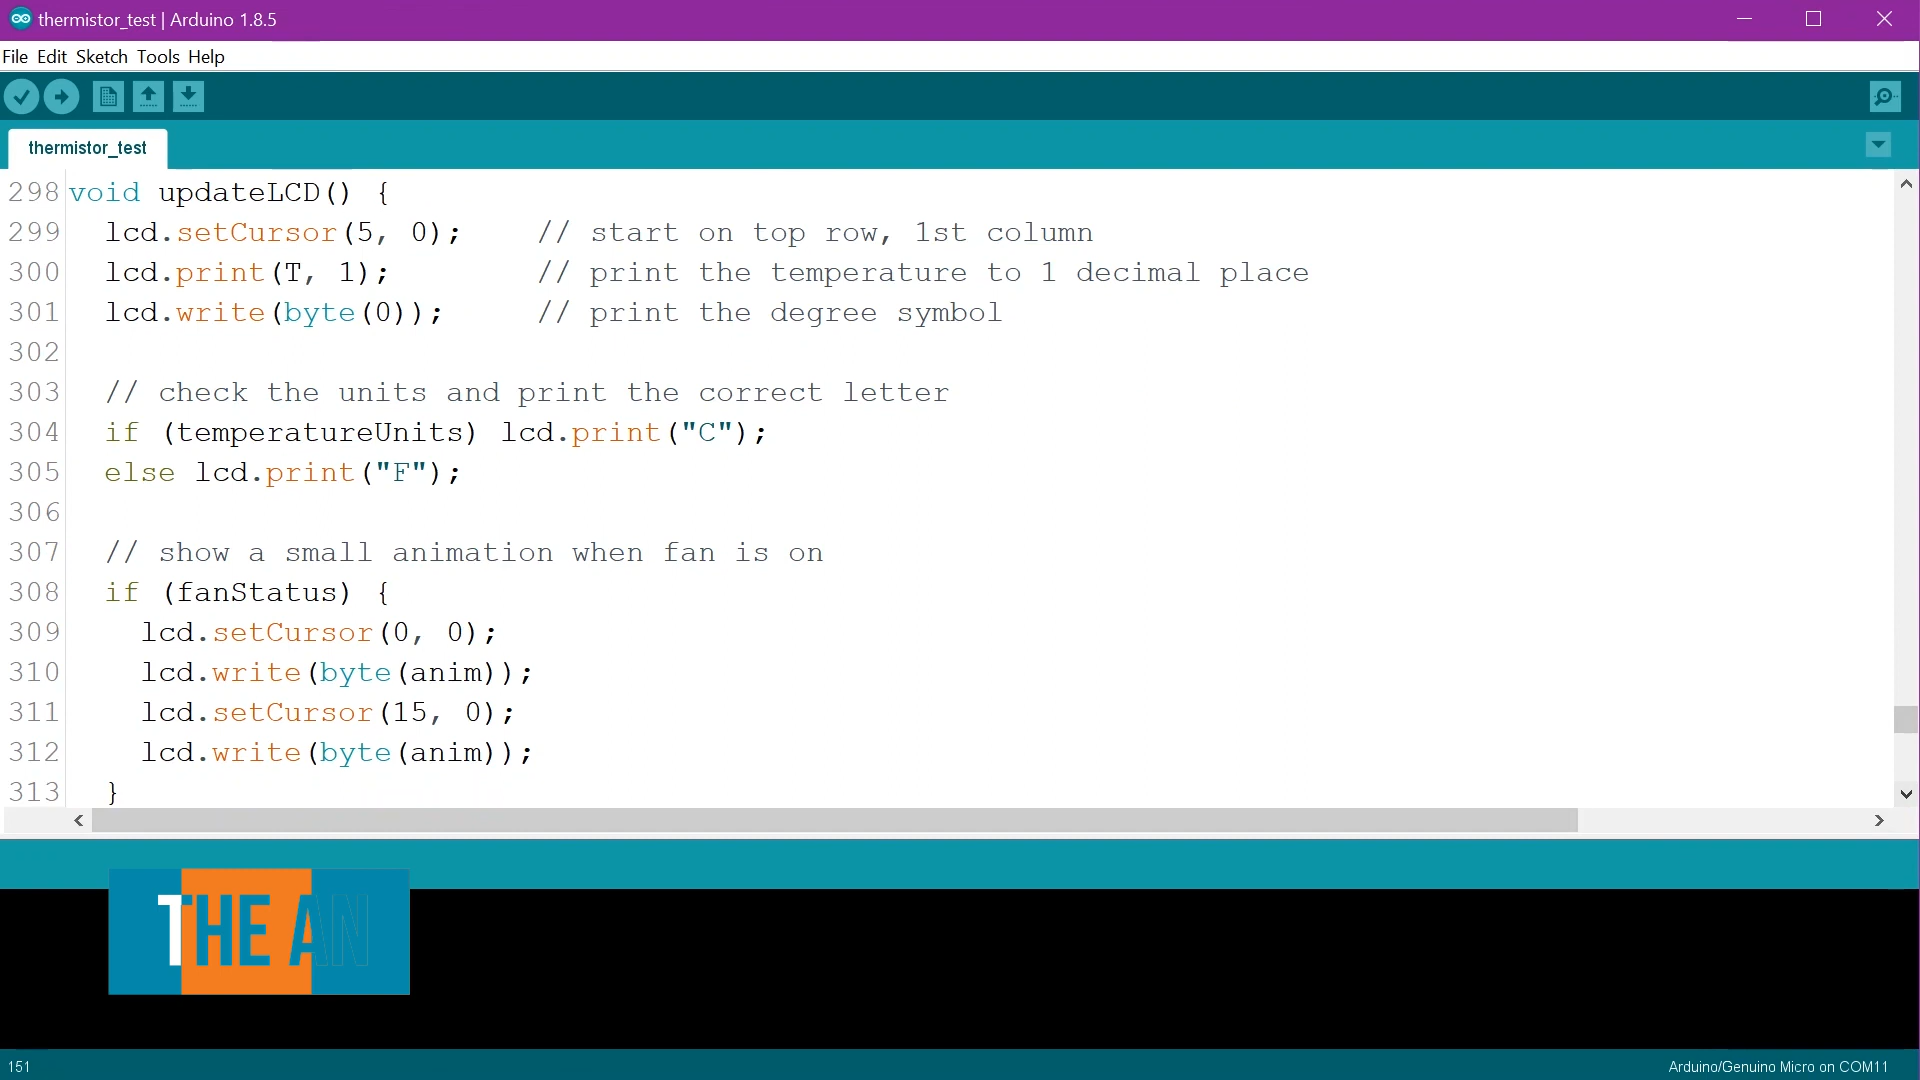 thermistor_test | Arduino 1.8.5
File Edit Sketch Tools Help
thermistor_test
298 void updateLCD() {
299   lcd.setCursor(5, 0);    // start on top row, 1st column
300   lcd.print(T, 1);        // print the temperature to 1 decimal place
301   lcd.write(byte(0));     // print the degree symbol
302
303   // check the units and print the correct letter
304   if (temperatureUnits) lcd.print("C");
305   else lcd.print("F");
306
307   // show a small animation when fan is on
308   if (fanStatus) {
309     lcd.setCursor(0, 0);
310     lcd.write(byte(anim));
311     lcd.setCursor(15, 0);
312     lcd.write(byte(anim));
313   }
THE AN
151
Arduino/Genuino Micro on COM11